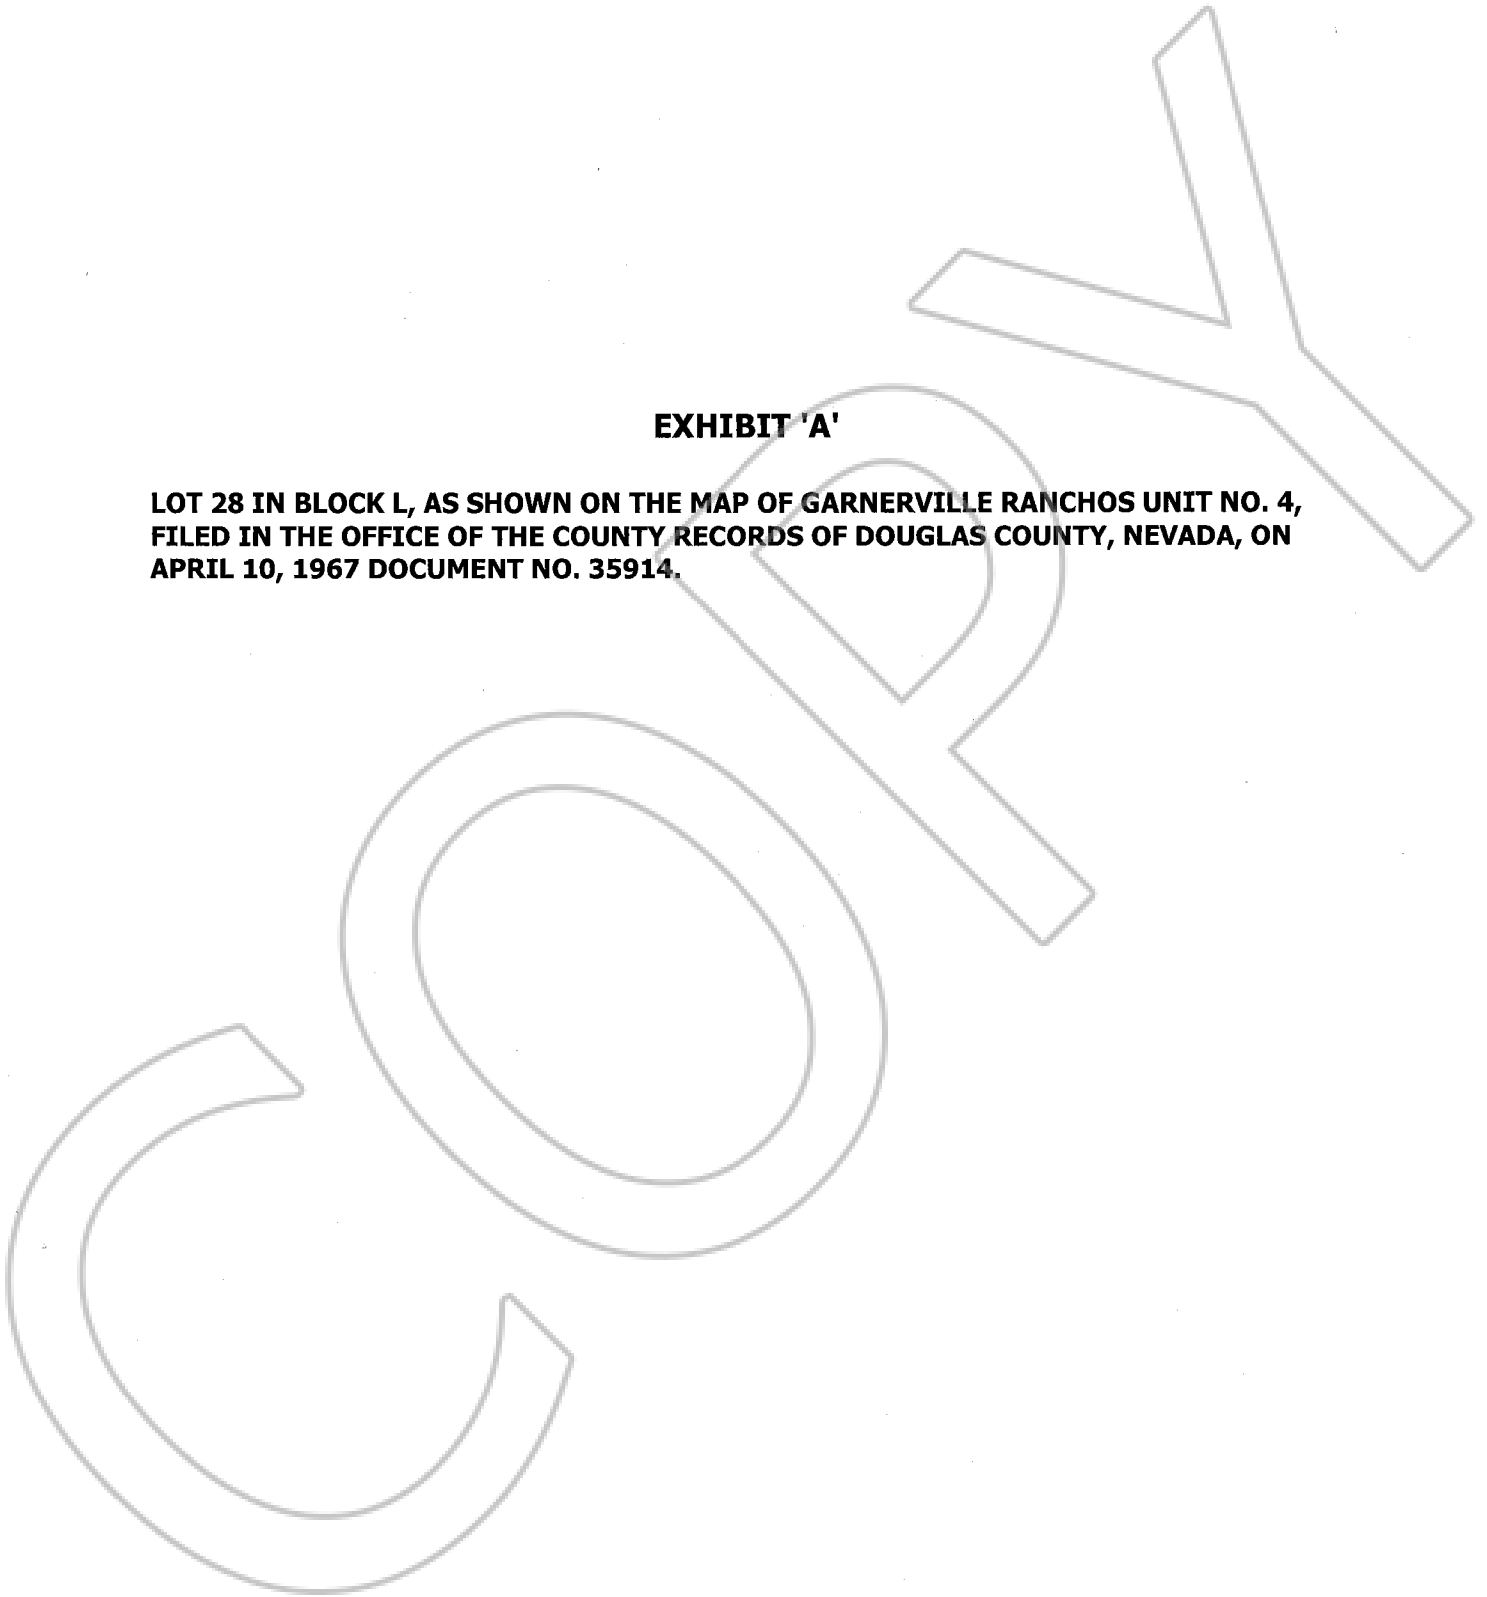 EXHIBIT 'A'
LOT 28 IN BLOCK L, AS SHOWN ON THE MAP OF GARNERVILLE RANCHOS UNIT NO. 4,
FILED IN THE OFFICE OF THE COUNTY RECORDS OF DOUGLAS COUNTY, NEVADA, ON
APRIL 10, 1967 DOCUMENT NO. 35914.
COPY